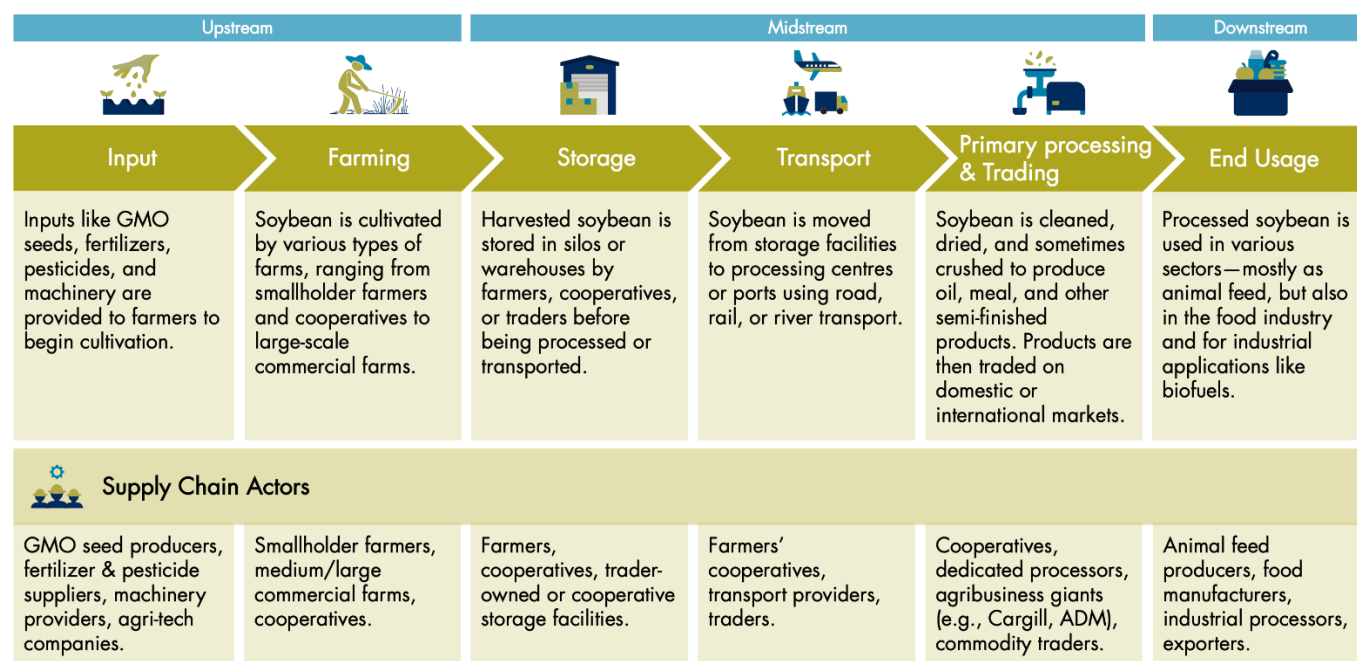 Upstream
Midstream
Downstream
Input
Farming
Storage
Transport
Primary processing
& Trading
End Usage
Inputs like GMO
seeds, fertilizers,
pesticides, and
machinery are
provided to farmers to
begin cultivation.
Soybean is cultivated
by various types of
farms, ranging from
smallholder farmers
and cooperatives to
large-scale
commercial farms.
Harvested soybean is
stored in silos or
warehouses by
farmers, cooperatives,
or traders before
being processed or
transported.
Soybean is moved
from storage facilities
to processing centres
or ports using road,
rail, or river transport.
Soybean is cleaned,
dried, and sometimes
crushed to produce
oil, meal, and other
semi-finished
products. Products are
then traded on
domestic or
international markets.
Processed soybean is
used in various
sectors—mostly as
animal feed, but also
in the food industry
and for industrial
applications like
biofuels.
Supply Chain Actors
GMO seed producers,
fertilizer & pesticide
suppliers, machinery
providers, agri-tech
companies.
Smallholder farmers,
medium/large
commercial farms,
cooperatives.
Farmers,
cooperatives, trader-
owned or cooperative
storage facilities.
Farmers’
cooperatives,
transport providers,
traders.
Cooperatives,
dedicated processors,
agribusiness giants
(e.g., Cargill, ADM),
commodity traders.
Animal feed
producers, food
manufacturers,
industrial processors,
exporters.